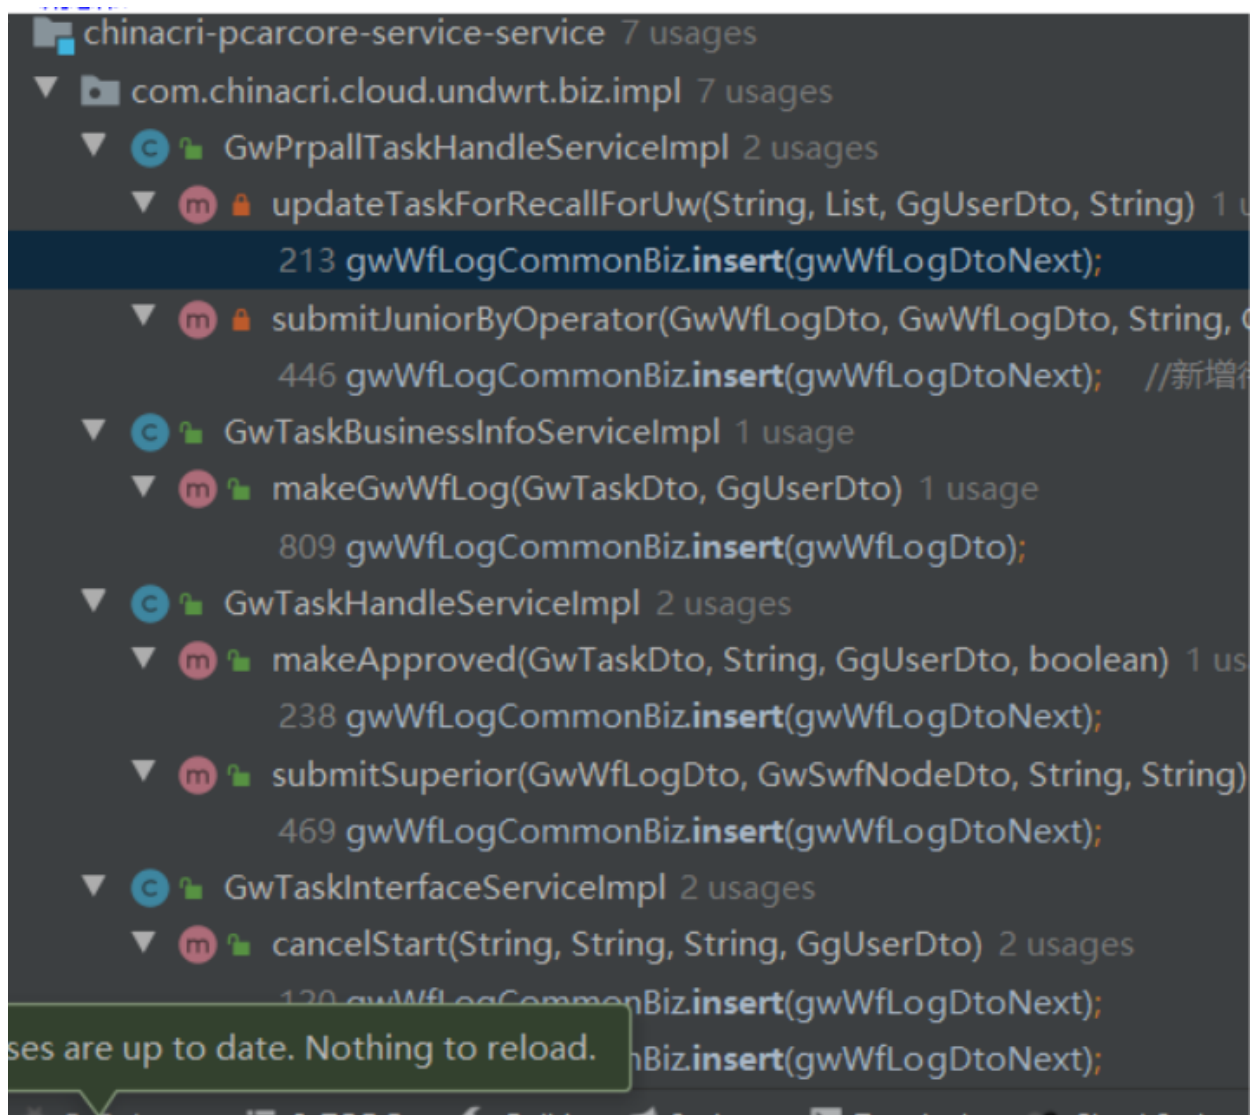 chinacri-pcarcore-service-service 7 usages
com.chinacri.cloud.undwrt.biz.impl 7 usages
GwPrpallTaskHandleServiceImpl 2 usages
updateTaskForRecallForUw(String, List, GgUserDto, String) 1 u
213 gwWfLogCommonBiz.insert(gwWfLogDtoNext);
submitJuniorByOperator(GwWfLogDto, GwWfLogDto, String,
446 gwWfLogCommonBiz.insert(gwWfLogDtoNext); //新增
GwTaskBusinessInfoServiceImpl 1 usage
makeGwWfLog(GwTaskDto, GgUserDto) 1 usage
809 gwWfLogCommonBiz.insert(gwWfLogDto);
GwTaskHandleServiceImpl 2 usages
makeApproved(GwTaskDto, String, GgUserDto, boolean) 1 us
238 gwWfLogCommonBiz.insert(gwWfLogDtoNext);
submitSuperior(GwWfLogDto, GwSwfNodeDto, String, String)
469 gwWfLogCommonBiz.insert(gwWfLogDtoNext);
GwTaskInterfaceServiceImpl 2 usages
cancelStart(String, String, String, GgUserDto) 2 usages
120 gwWfLogCommonBiz.insert(gwWfLogDtoNext);
ses are up to date. Nothing to reload.
nBiz.insert(gwWfLogDtoNext);